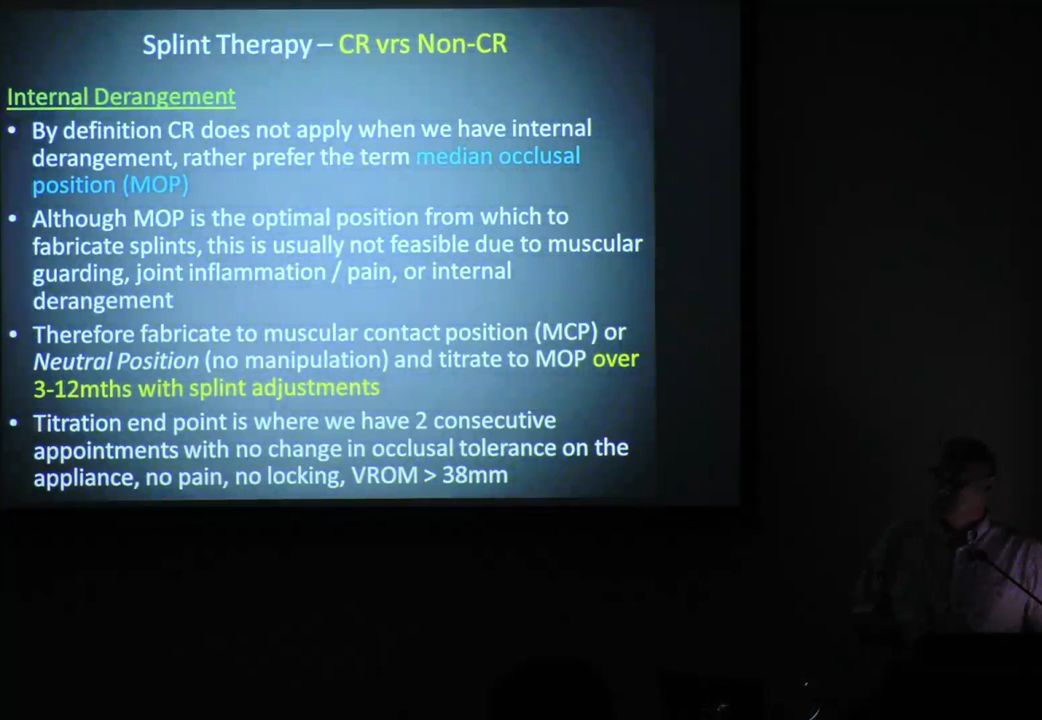 Splint Therapy – CR vrs Non-CR
Internal Derangement
• By definition CR does not apply when we have internal
derangement, rather prefer the term median occlusal
position (MOP)
• Although MOP is the optimal position from which to
fabricate splints, this is usually not feasible due to muscular
guarding, joint inflammation / pain, or internal
derangement
• Therefore fabricate to muscular contact position (MCP) or
Neutral Position (no manipulation) and titrate to MOP over
3-12mths with splint adjustments
• Titration end point is where we have 2 consecutive
appointments with no change in occlusal tolerance on the
appliance, no pain, no locking, VROM > 38mm